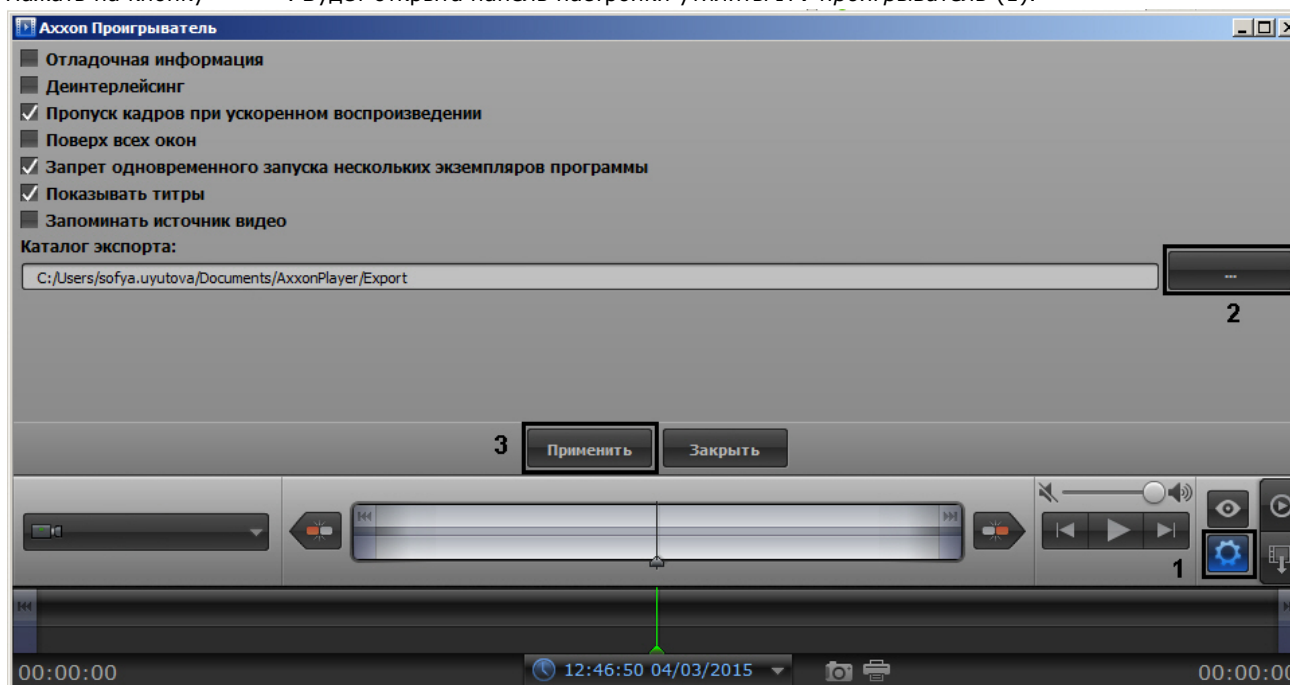 Аххон Проигрыватель
Отладочная информация
Деинтерлейсинг
Пропуск кадров при ускоренном воспроизведении
Поверх всех окон
Запрет одновременного запуска нескольких экземпляров программы
Показывать титры
Запоминать источник видео
Каталог экспорта:
C:/Users/sofya.uyutova/Documents/AxxonPlayer/Export
...
2
3 Применить Закрыть
1
00:00:00 12:46:50 04/03/2015 00:00:00